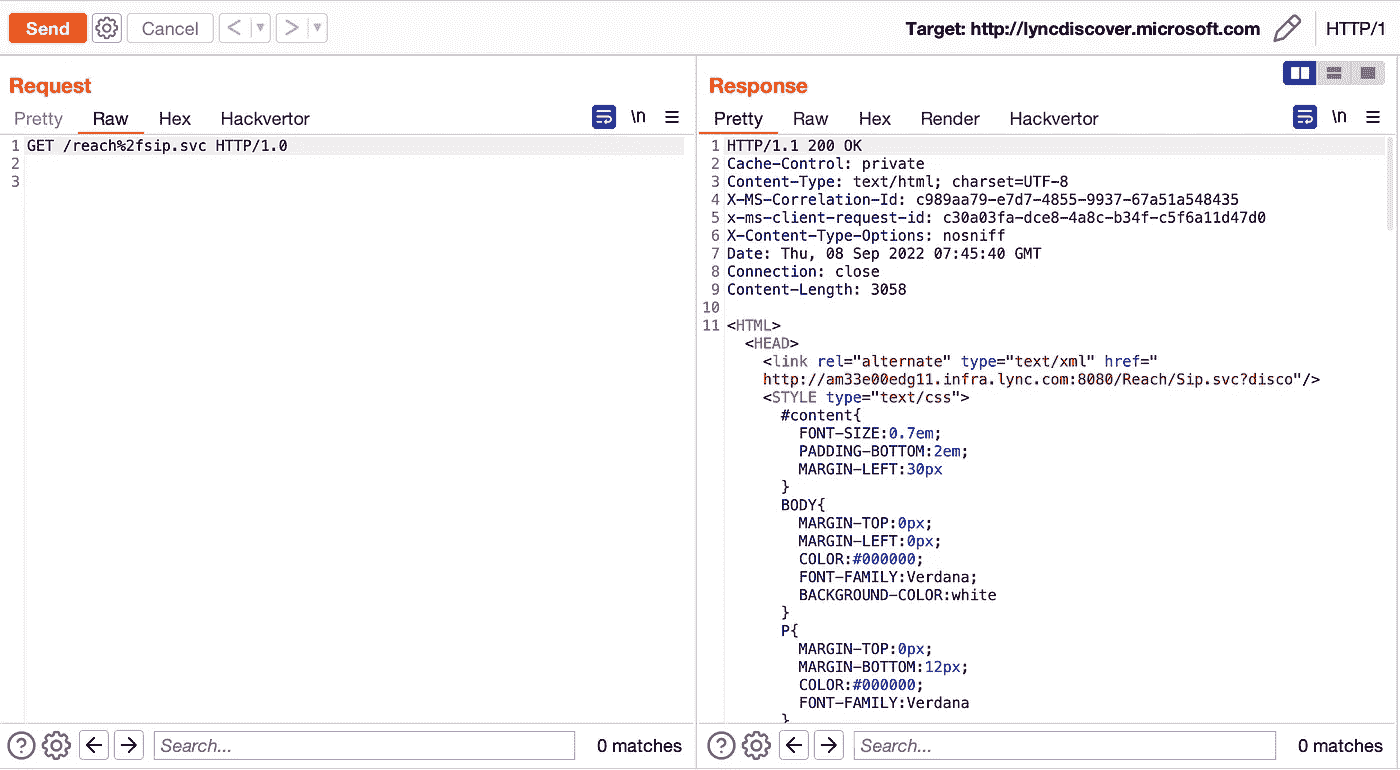 Send Cancel < > Target: http://lyncdiscover.microsoft.com HTTP/1
Request
Pretty Raw Hex Hackvertor \n
1 GET /reach%2fsip.svc HTTP/1.0
2
3
Search... 0 matches
Response
Pretty Raw Hex Render Hackvertor \n
1 HTTP/1.1 200 OK
2 Cache-Control: private
3 Content-Type: text/html; charset=UTF-8
4 X-MS-Correlation-Id: c989aa79-e7d7-4855-9937-67a51a548435
5 x-ms-client-request-id: c30a03fa-dce8-4a8c-b34f-c5f6a11d47d0
6 X-Content-Type-Options: nosniff
7 Date: Thu, 08 Sep 2022 07:45:40 GMT
8 Connection: close
9 Content-Length: 3058
10
11 <HTML>
<HEAD>
<link rel="alternate" type="text/xml" href="
http://am33e00edg11.infra.lync.com:8080/Reach/Sip.svc?disco"/>
<STYLE type="text/css">
#content{
FONT-SIZE:0.7em;
PADDING-BOTTOM:2em;
MARGIN-LEFT:30px
}
BODY{
MARGIN-TOP:0px;
MARGIN-LEFT:0px;
COLOR:#000000;
FONT-FAMILY:Verdana;
BACKGROUND-COLOR:white
}
P{
MARGIN-TOP:0px;
MARGIN-BOTTOM:12px;
COLOR:#000000;
FONT-FAMILY:Verdana
}
Search... 0 matches